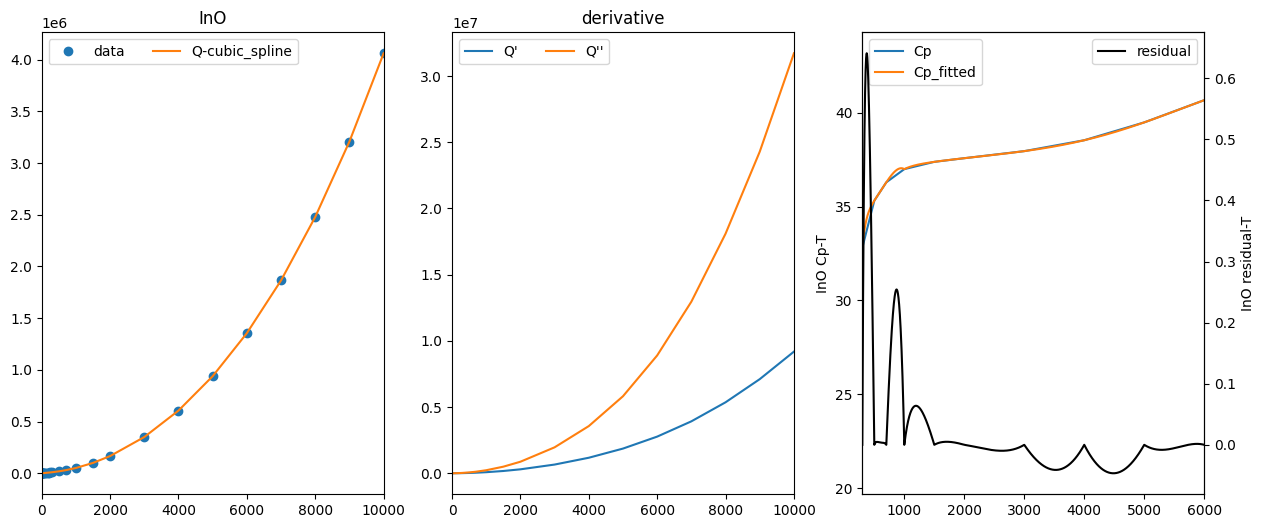 InO
1e6
data
Q-cubic_spline
4.0
3.5
3.0
2.5
2.0
1.5
1.0
0.5
0.0
0 2000 4000 6000 8000 10000
derivative
1e7
Q'
Q''
3.0
2.5
2.0
1.5
1.0
0.5
0.0
0 2000 4000 6000 8000 10000
Cp
Cp_fitted
residual
InO Cp-T
40
35
30
25
20
1000 2000 3000 4000 5000 6000
0.6
0.5
0.4
0.3
0.2
0.1
0.0
InO residual-T